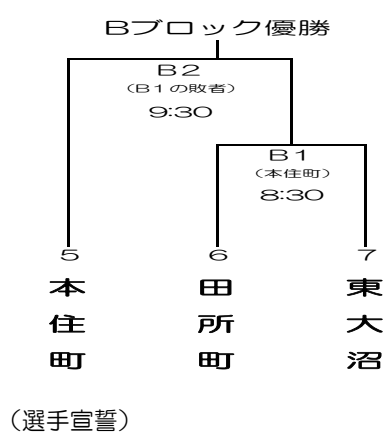 Bブロック優勝
B2
（B1の敗者）
9:30
B1
（本住町）
8:30
5 6 7
本住町
田所町
東大沼
（選手宣誓）